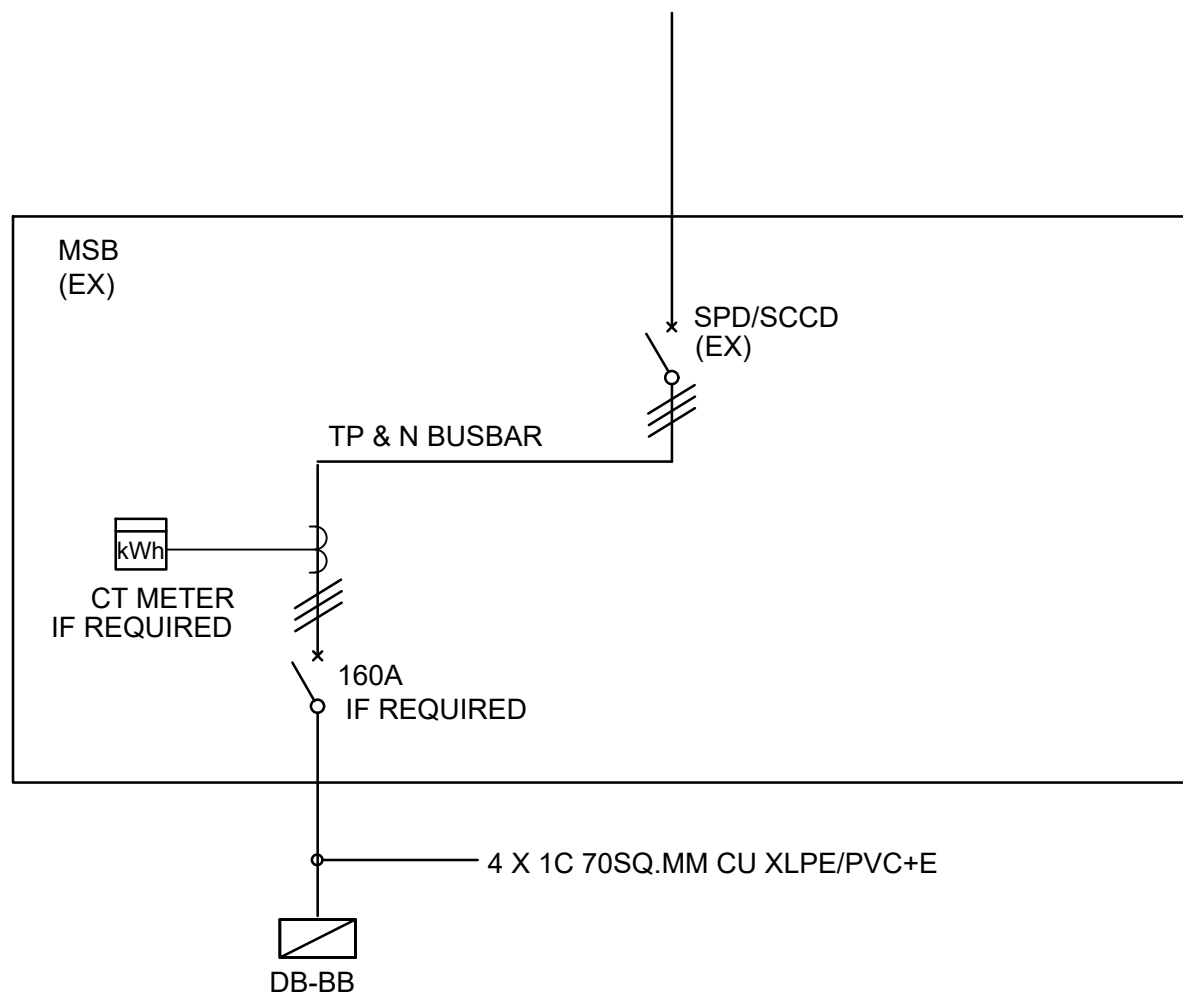 MSB
(EX)
SPD/SCCD
(EX)
TP & N BUSBAR
kWh
CT METER
IF REQUIRED
160A
IF REQUIRED
4 X 1C 70SQ.MM CU XLPE/PVC+E
DB-BB